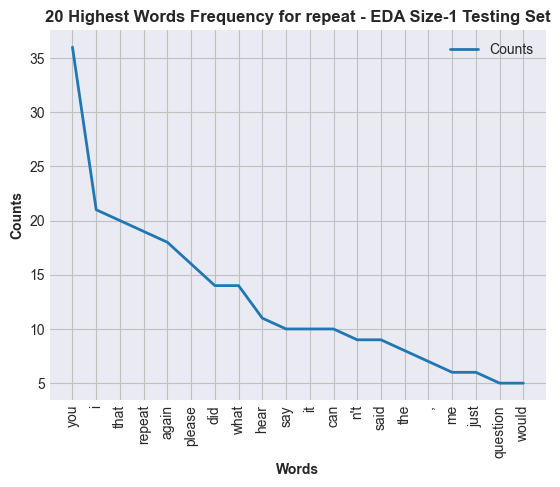 20 Highest Words Frequency for repeat - EDA Size-1 Testing Set
Counts
35
30
25
20
15
10
5
Counts
you
i
that
repeat
again
please
did
what
hear
say
it
can
n't
said
the
,
me
just
question
would
Words